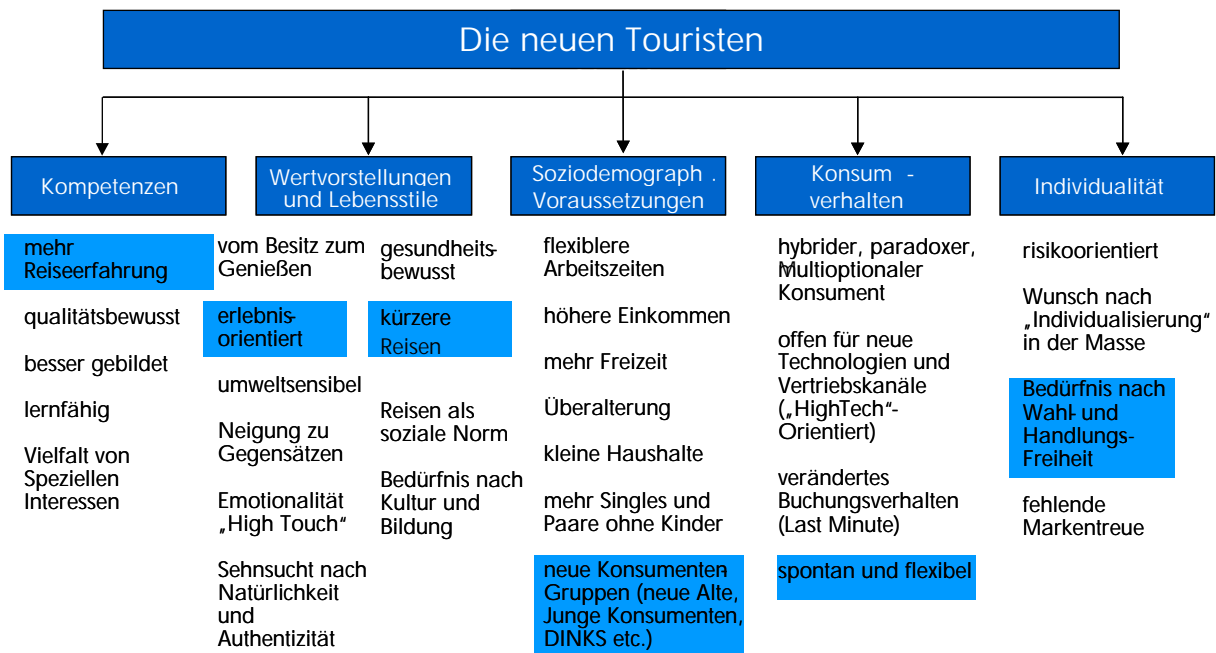 Die neuen Touristen
Kompetenzen
Wertvorstellungen
und Lebensstile
Soziodemograph .
Voraussetzungen
Konsum -
verhalten
Individualität
mehr
Reiseerfahrung
qualitätsbewusst
besser gebildet
lernfähig
Vielfalt von
Speziellen
Interessen
vom Besitz zum
Genießen
erlebnis-
orientiert
umweltsensibel
Neigung zu
Gegensätzen
Emotionalität
„High Touch“
Sehnsucht nach
Natürlichkeit
und
Authentizität
gesundheits-
bewusst
kürzere
Reisen
Reisen als
soziale Norm
Bedürfnis nach
Kultur und
Bildung
flexiblere
Arbeitszeiten
höhere Einkommen
mehr Freizeit
Überalterung
kleine Haushalte
mehr Singles und
Paare ohne Kinder
neue Konsumenten-
Gruppen (neue Alte,
Junge Konsumenten,
DINKS etc.)
hybrider, paradoxer,
Multioptionaler
Konsument
offen für neue
Technologien und
Vertriebskanäle
(„HighTech“-
Orientiert)
verändertes
Buchungsverhalten
(Last Minute)
spontan und flexibel
risikoorientiert
Wunsch nach
„Individualisierung“
in der Masse
Bedürfnis nach
Wahl- und
Handlungs-
Freiheit
fehlende
Markentreue